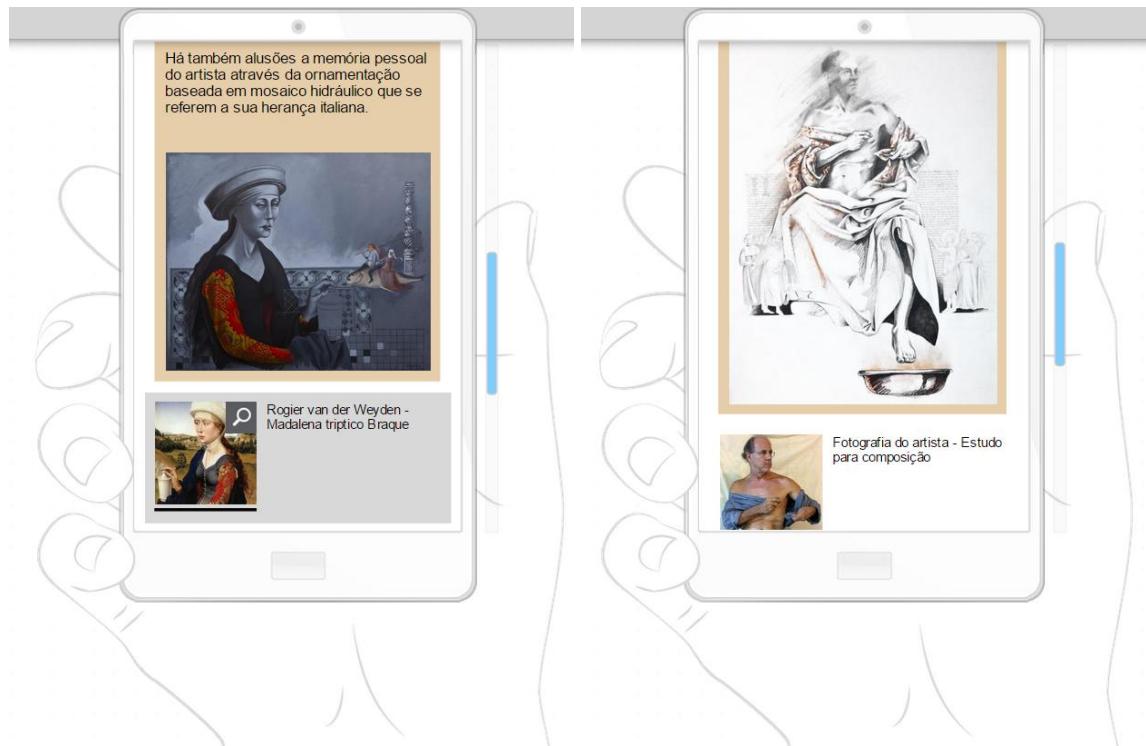 Há também alusões a memória pessoal
do artista através da ornamentação
baseada em mosaico hidráulico que se
referem a sua herança italiana.
Rogier van der Weyden -
Madalena triptico Braque
Fotografia do artista - Estudo
para composição